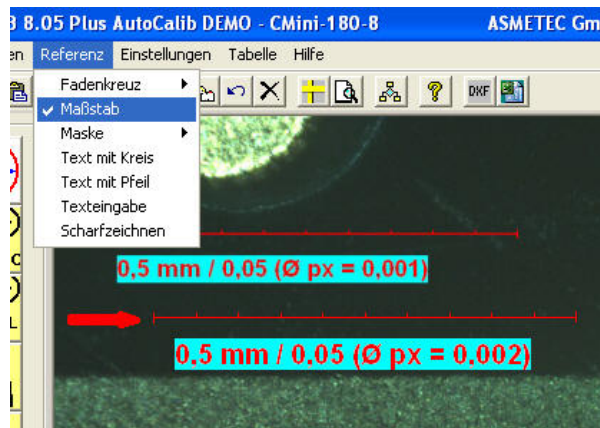 8.05 Plus AutoCalib DEMO - CMini-180-8 ASMETEC Gm
en Referenz Einstellungen Tabelle Hilfe
DXF
Fadenkreuz
Maßstab
Maske
Text mit Kreis
Text mit Pfeil
Texteingabe
Scharfzeichnen
0,5 mm / 0,05 (Ø px = 0,001)
0.5 mm / 0.05 (Ø px = 0.002)